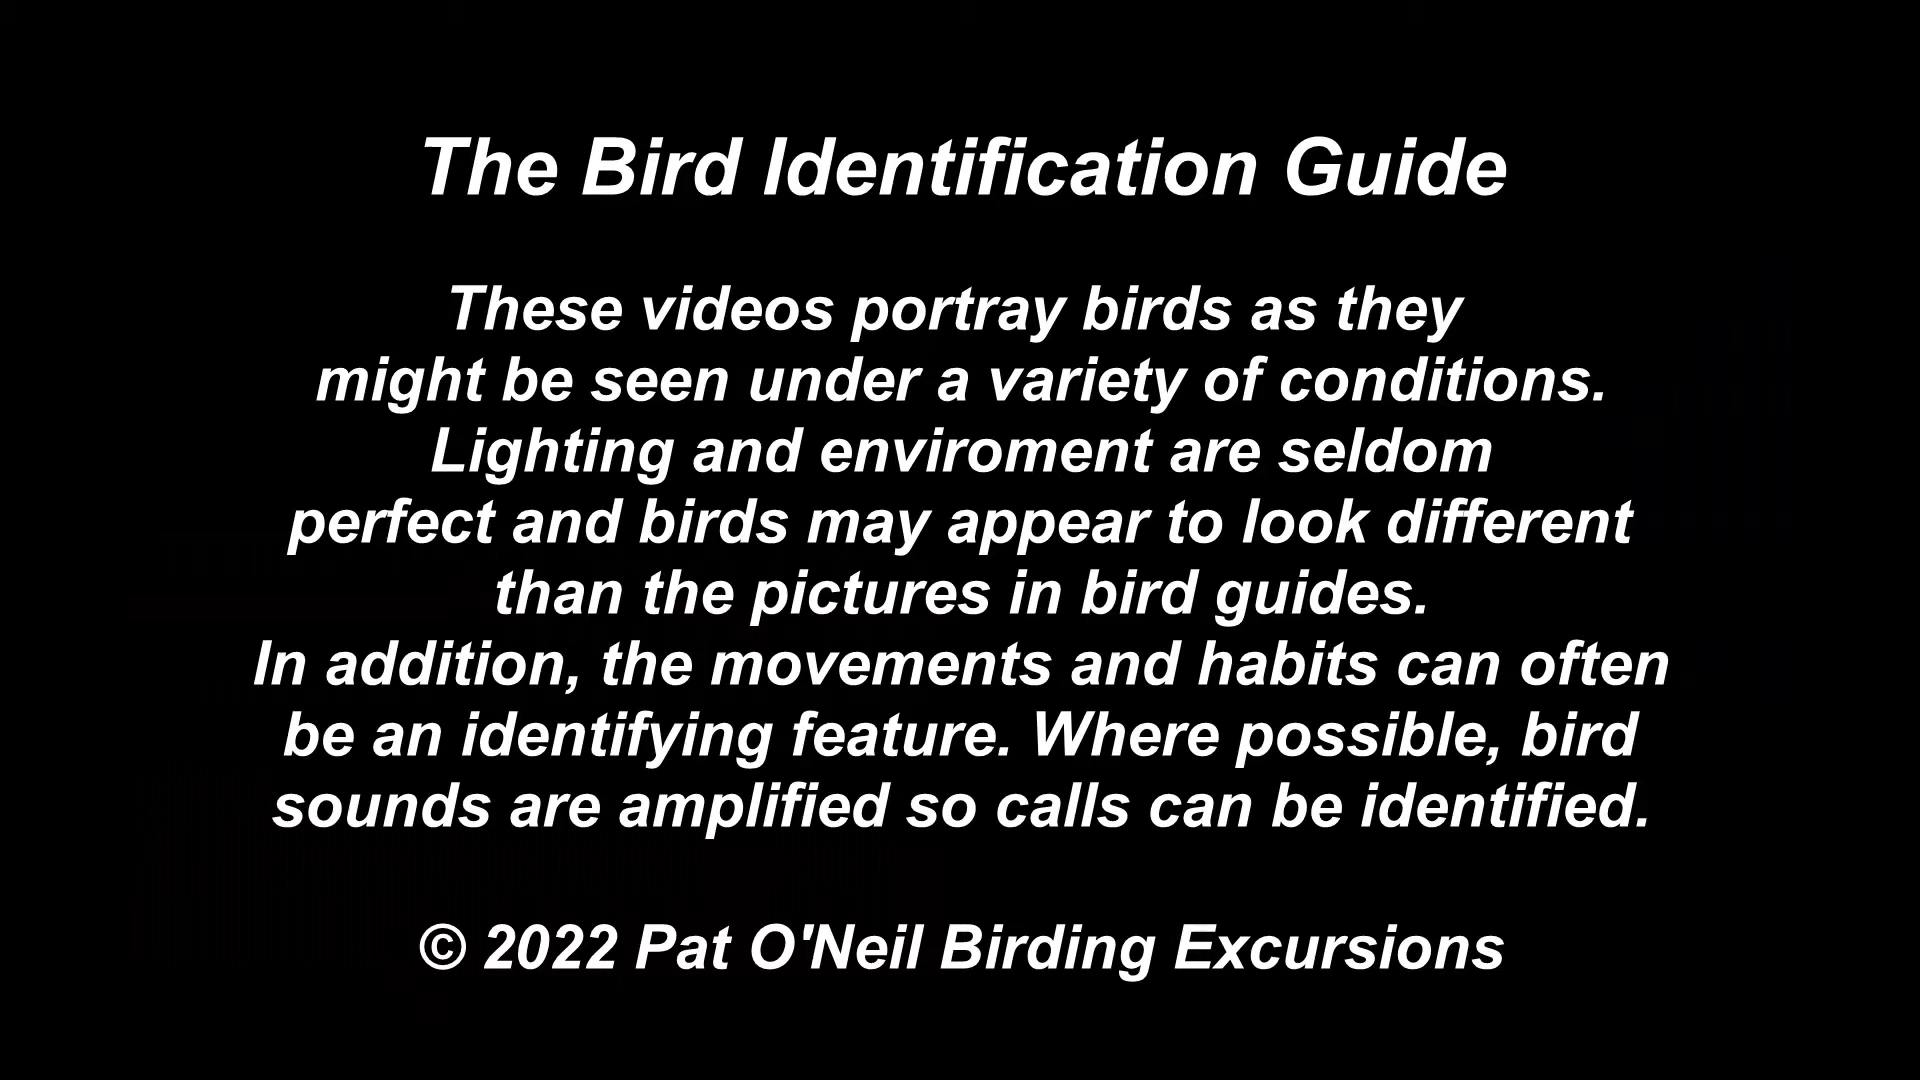 The Bird Identification Guide
These videos portray birds as they
might be seen under a variety of conditions.
Lighting and enviroment are seldom
perfect and birds may appear to look different
than the pictures in bird guides.
In addition, the movements and habits can often
be an identifying feature. Where possible, bird
sounds are amplified so calls can be identified.
© 2022 Pat O'Neil Birding Excursions